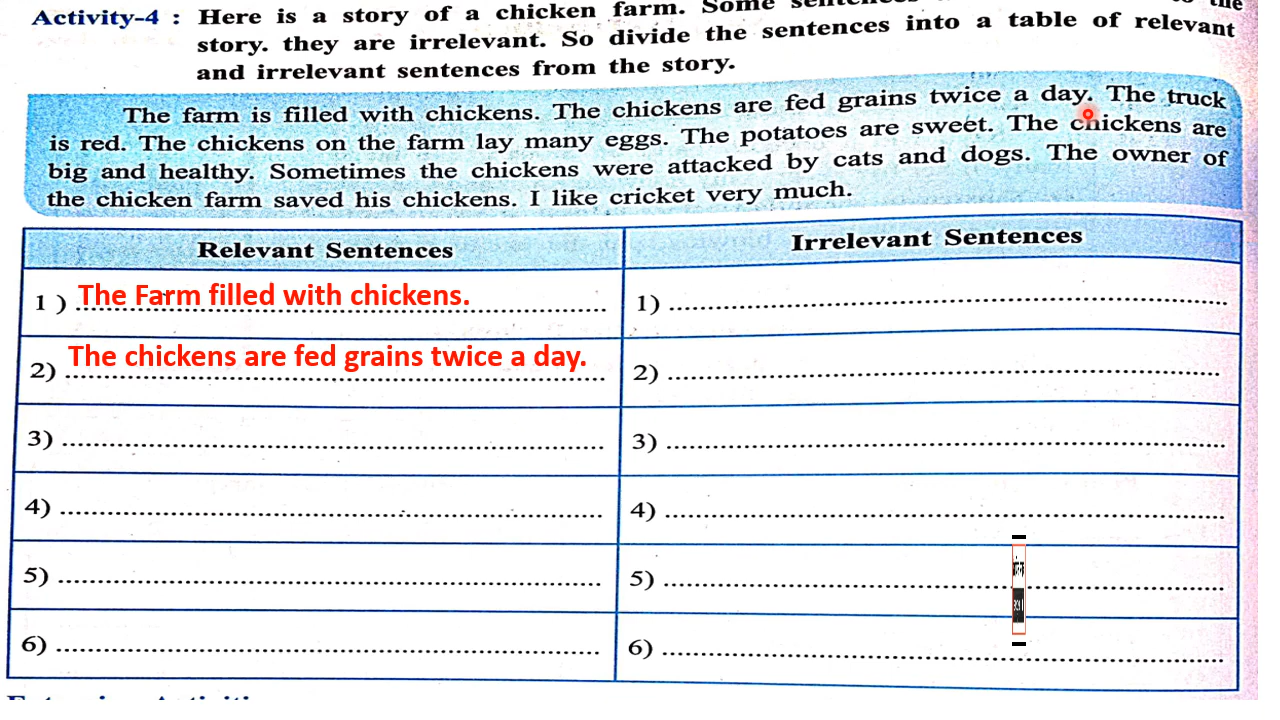 Activity-4 : Here is a story of a chicken farm. Some
story. they are irrelevant. So divide the sentences into a table of relevant
and irrelevant sentences from the story.
The farm is filled with chickens. The chickens are fed grains twice a day. The truck
is red. The chickens on the farm lay many eggs. The potatoes are sweet. The chickens are
big and healthy. Sometimes the chickens were attacked by cats and dogs. The owner of
the chicken farm saved his chickens. I like cricket very much.
Relevant Sentences
Irrelevant Sentences
1 ) The Farm filled with chickens.
1)
2) The chickens are fed grains twice a day.
2)
3)
3)
4)
4)
5)
5)
6)
6)